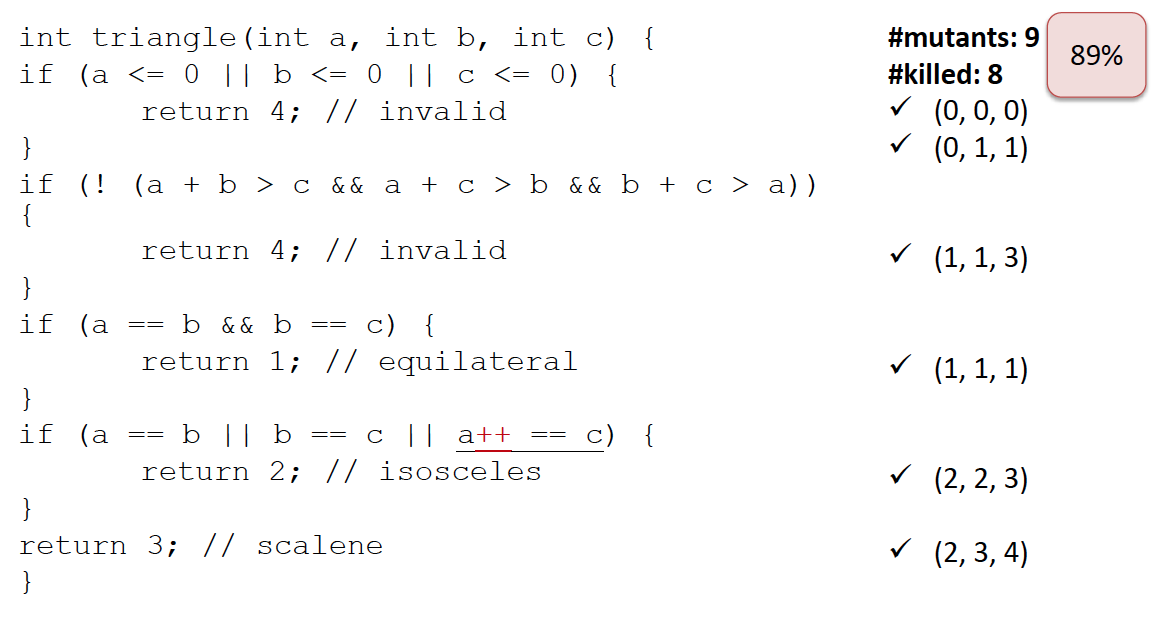 int triangle(int a, int b, int c) {
if (a <= 0 || b <= 0 || c <= 0) {
return 4; // invalid
}
if (! (a + b > c && a + c > b && b + c > a))
{
return 4; // invalid
}
if (a == b && b == c) {
return 1; // equilateral
}
if (a == b || b == c || a++ == c) {
return 2; // isosceles
}
return 3; // scalene
}
#mutants: 9
#killed: 8
89%
✓ (0, 0, 0)
✓ (0, 1, 1)
✓ (1, 1, 3)
✓ (1, 1, 1)
✓ (2, 2, 3)
✓ (2, 3, 4)